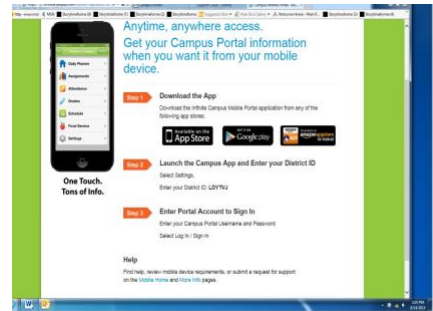 Anytime, anywhere access.
Get your Campus Portal information
when you want it from your mobile
device.
Daily Planner
Assignments
Attendance
Grades
Schedule
Food Service
Settings
One Touch.
Tons of Info.
Step 1
Download the App
Download the Infinite Campus Mobile Portal application from any of the
following app stores:
Available on the
App Store
Google play
amazon appstore
for Android
Step 2
Launch the Campus App and Enter your District ID
Select Settings.
Step 3
Enter your District ID:
Enter Portal Account to Sign In
Enter your Campus Portal Username and Password
Select Log In / Sign In
Help
Find help, review mobile device requirements, or submit a request for support
on the Mobile Home and More Info pages.